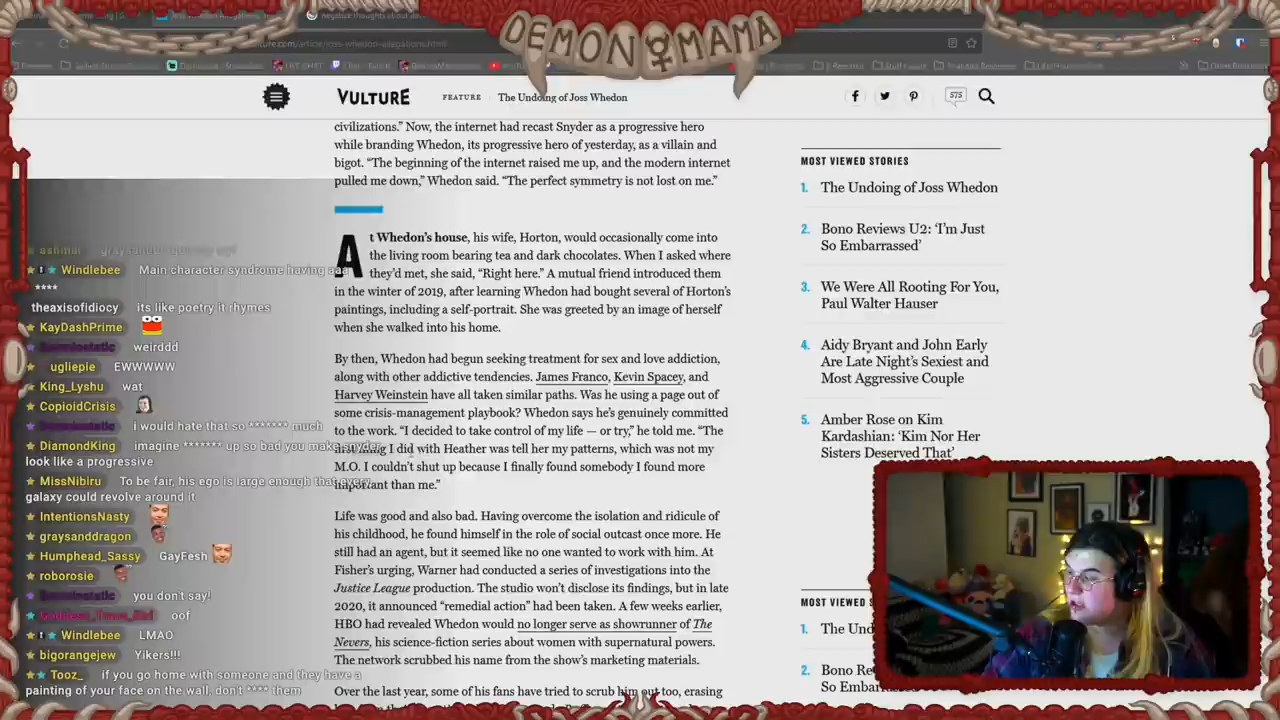 DEMON MAMA
VULTURE
FEATURE
The Undoing of Joss Whedon
575
civilizations.” Now, the internet had recast Snyder as a progressive hero
while branding Whedon, its progressive hero of yesterday, as a villain and
bigot. “The beginning of the internet raised me up, and the modern internet
pulled me down,” Whedon said. “The perfect symmetry is not lost on me.”
At Whedon’s house, his wife, Horton, would occasionally come into
the living room bearing tea and dark chocolates. When I asked where
they’d met, she said, “Right here.” A mutual friend introduced them
in the winter of 2019, after learning Whedon had bought several of Horton’s
paintings, including a self-portrait. She was greeted by an image of herself
when she walked into his home.
By then, Whedon had begun seeking treatment for sex and love addiction,
along with other addictive tendencies. James Franco, Kevin Spacey, and
Harvey Weinstein have all taken similar paths. Was he using a page out of
some crisis-management playbook? Whedon says he’s genuinely committed
to the work. “I decided to take control of my life — or try,” he told me. “The
first thing I did with Heather was tell her my patterns, which was not my
M.O. I couldn’t shut up because I finally found somebody I found more
important than me.”
Life was good and also bad. Having overcome the isolation and ridicule of
his childhood, he found himself in the role of social outcast once more. He
still had an agent, but it seemed like no one wanted to work with him. At
Fisher’s urging, Warner had conducted a series of investigations into the
Justice League production. The studio won’t disclose its findings, but in late
2020, it announced “remedial action” had been taken. A few weeks earlier,
HBO had revealed Whedon would no longer serve as showrunner of The
Nevers, his science-fiction series about women with supernatural powers.
The network scrubbed his name from the show’s marketing materials.
Over the last year, some of his fans have tried to scrub him out too, erasing
MOST VIEWED STORIES
1. The Undoing of Joss Whedon
2. Bono Reviews U2: ‘I’m Just
So Embarrassed’
3. We Were All Rooting For You,
Paul Walter Hauser
4. Aidy Bryant and John Early
Are Late Night’s Sexiest and
Most Aggressive Couple
5. Amber Rose on Kim
Kardashian: ‘Kim Nor Her
Sisters Deserved That’
MOST VIEWED S
1. The Und
2. Bono Re
So Embar
Windlebee Main character syndrome having aaa
****
theaxisofidiocy its like poetry it rhymes
KayDashPrime
weirddd
ugliepie EWWWWW
King_Lyshu wat
CopioidCrisis
i would hate that so ******* much
DiamondKing imagine ******* up so bad you make snyder
look like a progressive
MissNibiru To be fair, his ego is large enough that every
galaxy could revolve around it
IntentionsNasty
graysanddragon
Humphead_Sassy GayFesh
roborosie
you don't say!
oof
Windlebee LMAO
bigorangejew Yikers!!!
Tooz_ if you go home with someone and they have a
painting of your face on the wall, don't **** them